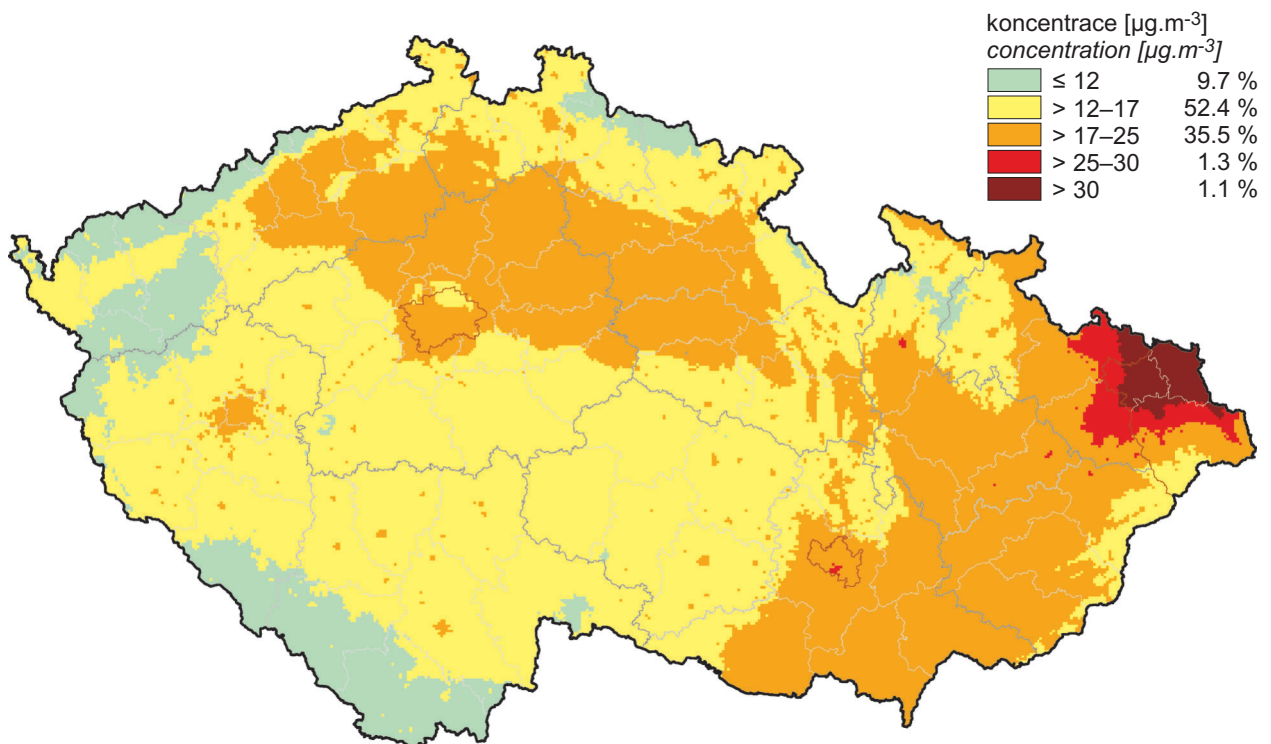 koncentrace [µg.m⁻³]
concentration [µg.m⁻³]
≤ 12 9.7 %
> 12–17 52.4 %
> 17–25 35.5 %
> 25–30 1.3 %
> 30 1.1 %